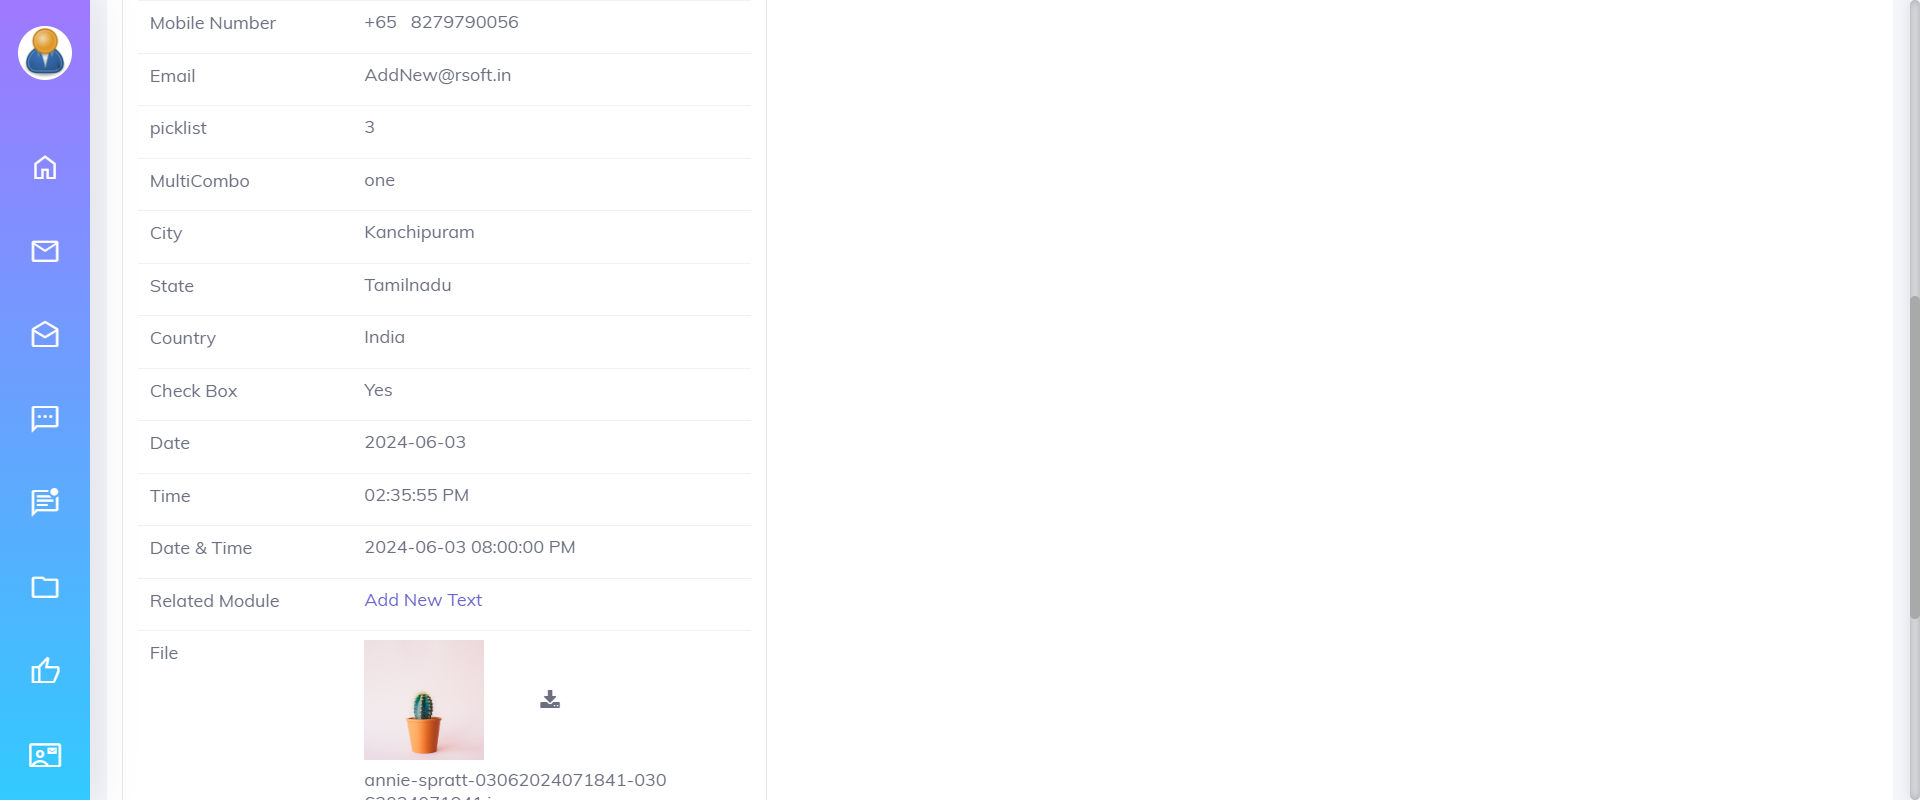 Mobile Number +65 8279790056
Email AddNew@rsoft.in
picklist 3
MultiCombo one
City Kanchipuram
State Tamilnadu
Country India
Check Box Yes
Date 2024-06-03
Time 02:35:55 PM
Date & Time 2024-06-03 08:00:00 PM
Related Module Add New Text
File
annie-spratt-03062024071841-030